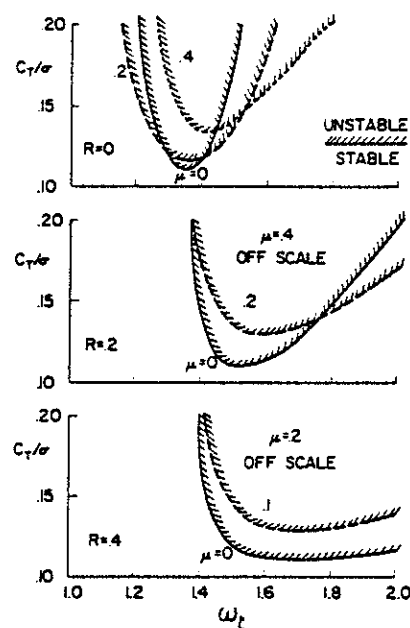 .20
C_T/σ
.15
.10
.2
.4
R=0
μ=0
UNSTABLE
STABLE
.20
C_T/σ
.15
.10
μ=.4
OFF SCALE
.2
R=.2
μ=0
.20
C_T/σ
.15
.10
μ=.2
OFF SCALE
.1
R=.4
μ=0
1.0 1.2 1.4 1.6 1.8 2.0
ω_ζ